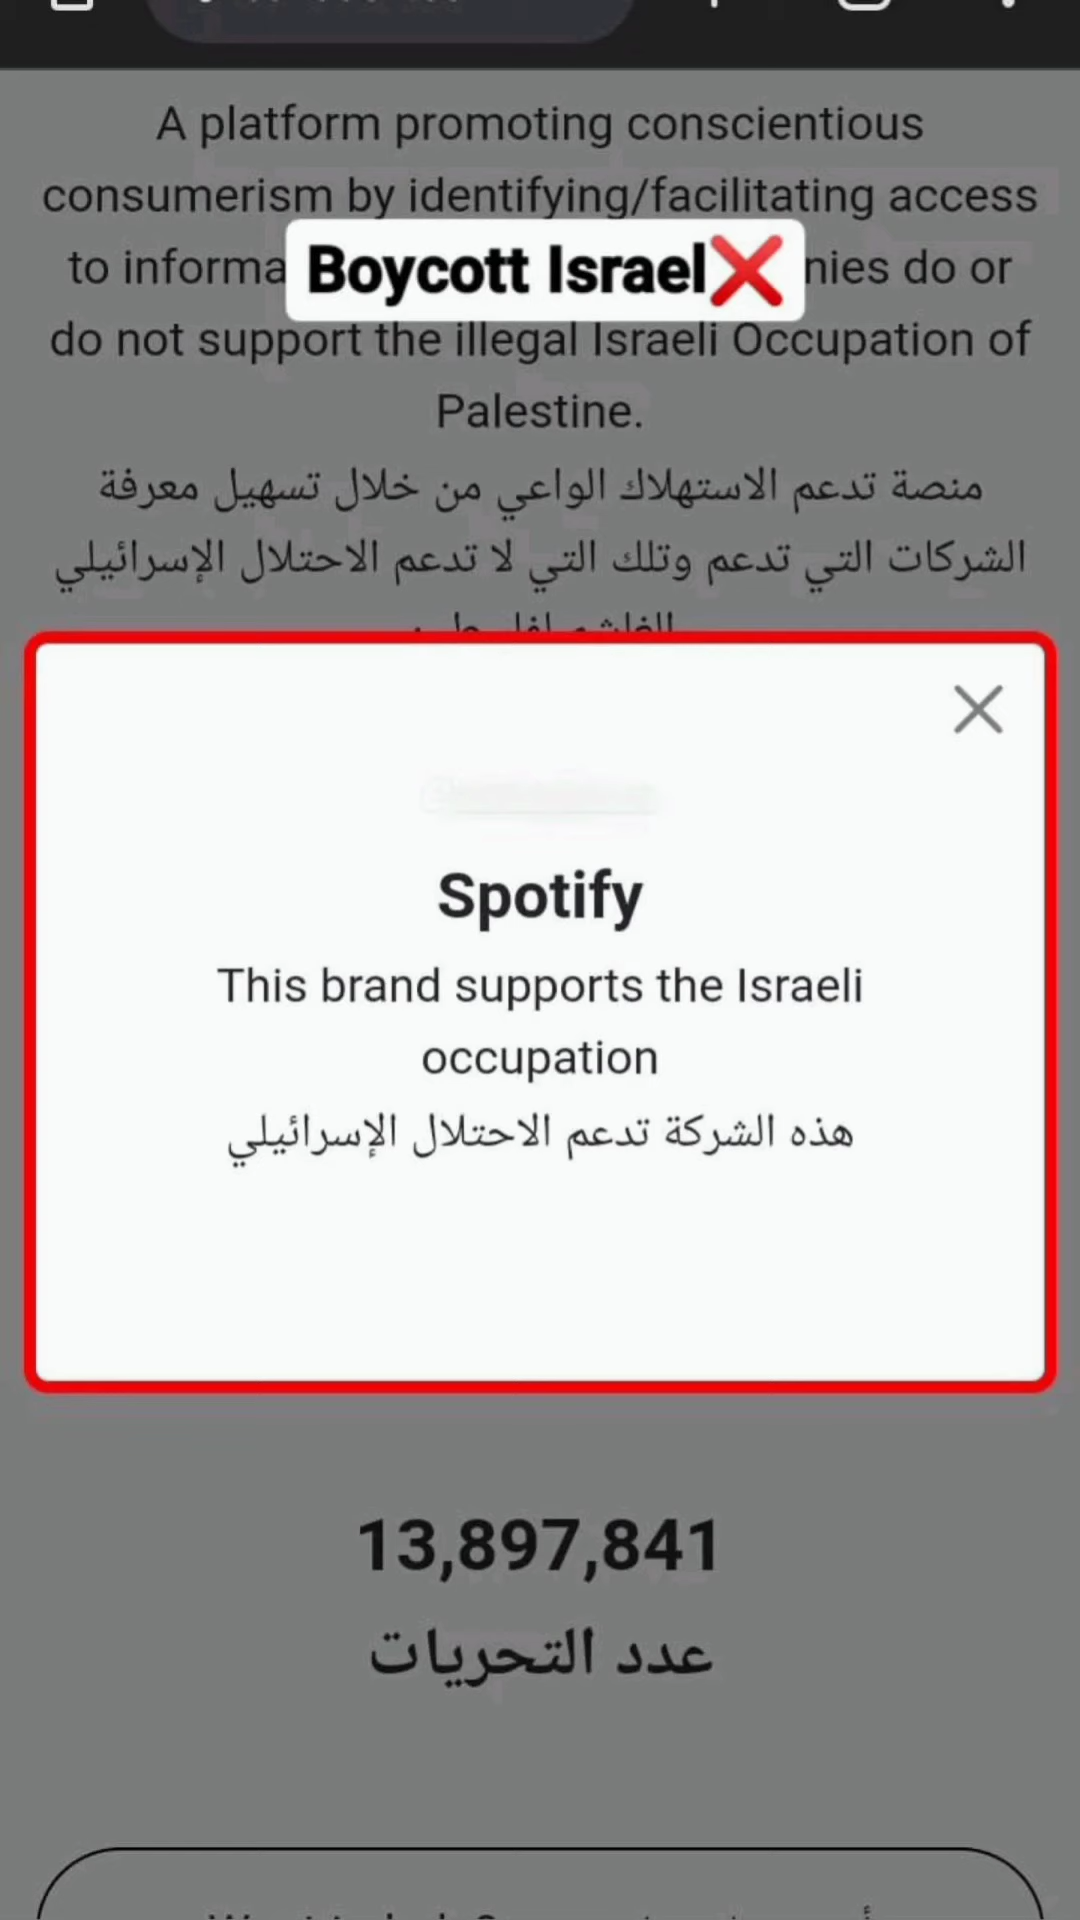 A platform promoting conscientious
consumerism by identifying/facilitating access
to informa
Boycott Israel❌
nies do or
do not support the illegal Israeli Occupation of
Palestine.
منصة تدعم الاستهلاك الواعي من خلال تسهيل معرفة
الشركات التي تدعم وتلك التي لا تدعم الاحتلال الإسرائيلي
Spotify
This brand supports the Israeli
occupation
هذه الشركة تدعم الاحتلال الإسرائيلي
13,897,841
عدد التحريات